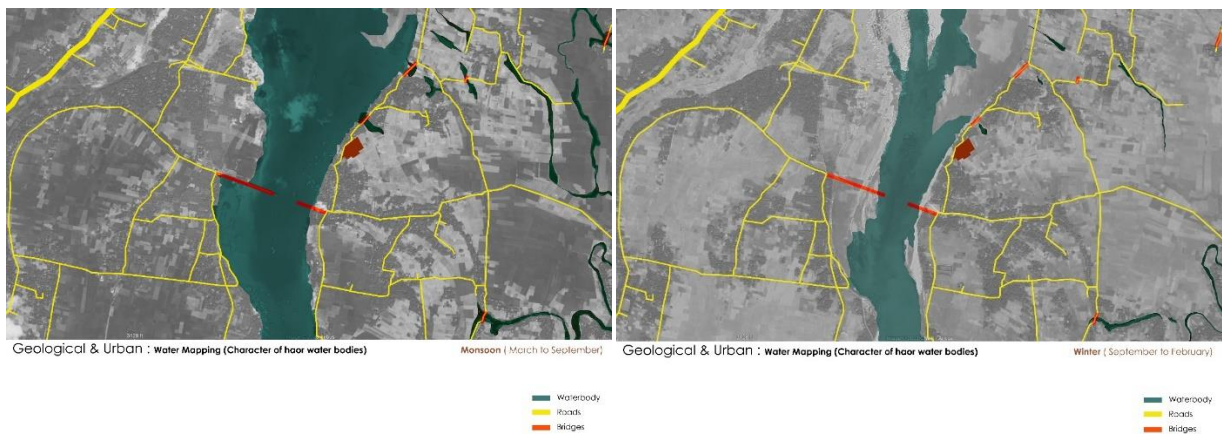 Geological & Urban : Water Mapping (Character of haor water bodies) Monsoon ( March to September)
Waterbody
Roads
Bridges
Geological & Urban : Water Mapping (Character of haor water bodies) Winter ( September to February)
Waterbody
Roads
Bridges